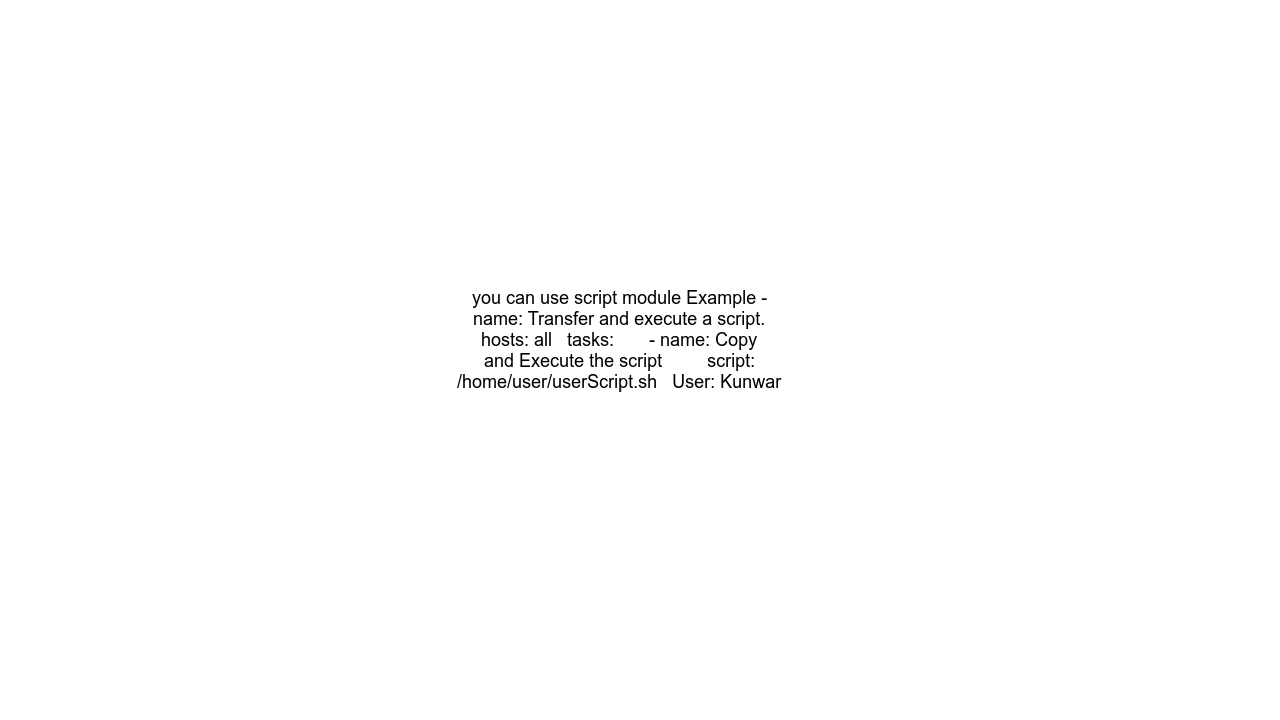 you can use script module Example -
name: Transfer and execute a script.
hosts: all   tasks:       - name: Copy
and Execute the script         script:
/home/user/userScript.sh   User: Kunwar